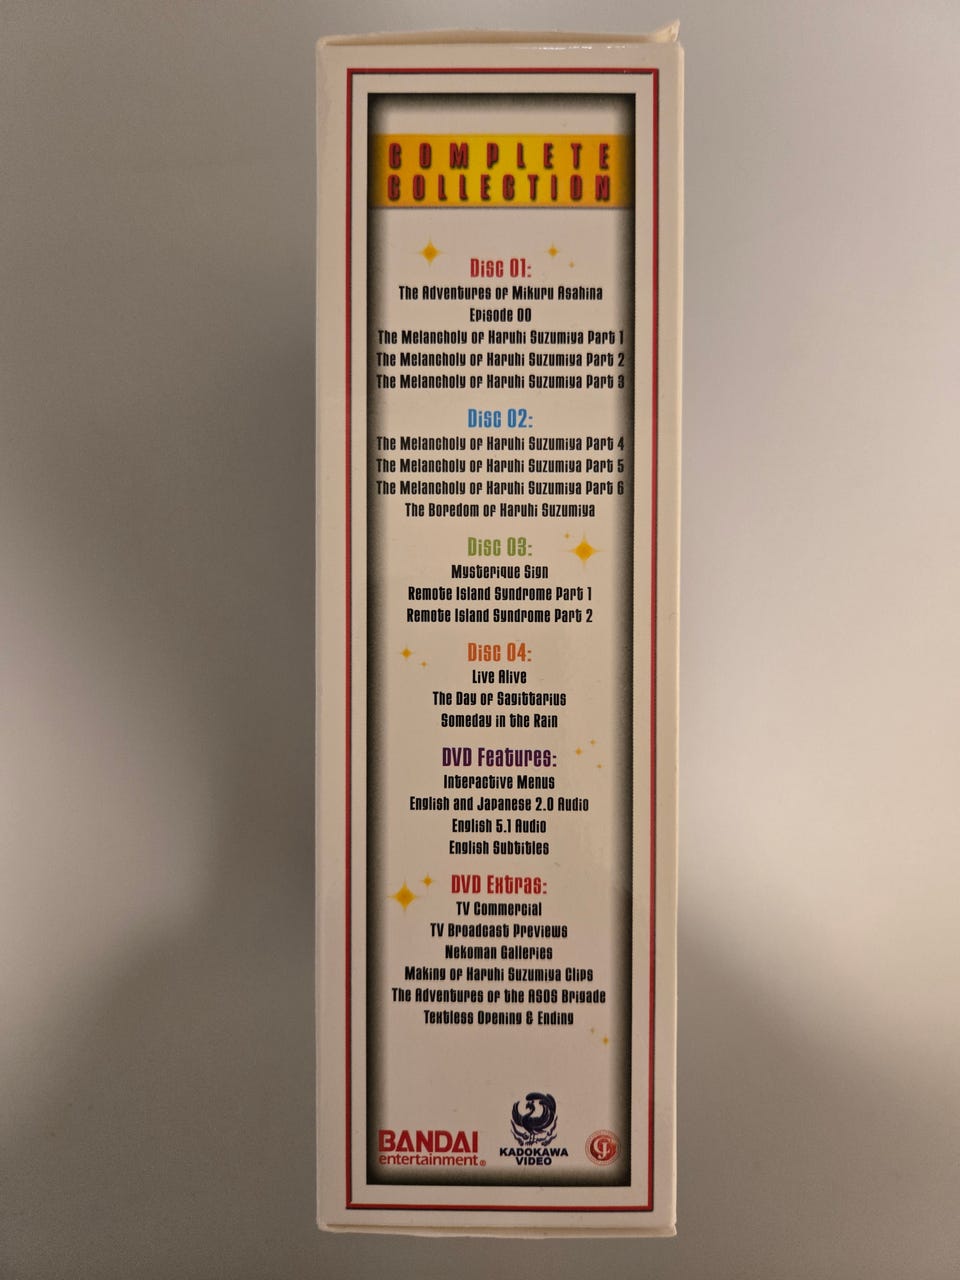 COMPLETE
COLLECTION
Disc 01:
The Adventures of Mikuru Asahina
Episode 00
The Melancholy of Haruhi Suzumiya Part 1
The Melancholy of Haruhi Suzumiya Part 2
The Melancholy of Haruhi Suzumiya Part 3
Disc 02:
The Melancholy of Haruhi Suzumiya Part 4
The Melancholy of Haruhi Suzumiya Part 5
The Melancholy of Haruhi Suzumiya Part 6
The Boredom of Haruhi Suzumiya
Disc 03:
Mysterique Sign
Remote Island Syndrome Part 1
Remote Island Syndrome Part 2
Disc 04:
Live Alive
The Day of Sagittarius
Someday in the Rain
DVD Features:
Interactive Menus
English and Japanese 2.0 Audio
English 5.1 Audio
English Subtitles
DVD Extras:
TV Commercial
TV Broadcast Previews
Nekoman Galleries
Making of Haruhi Suzumiya Clips
The Adventures of the ASOS Brigade
Textless Opening & Ending
BANDAI
entertainment®
KADOKAWA
VIDEO